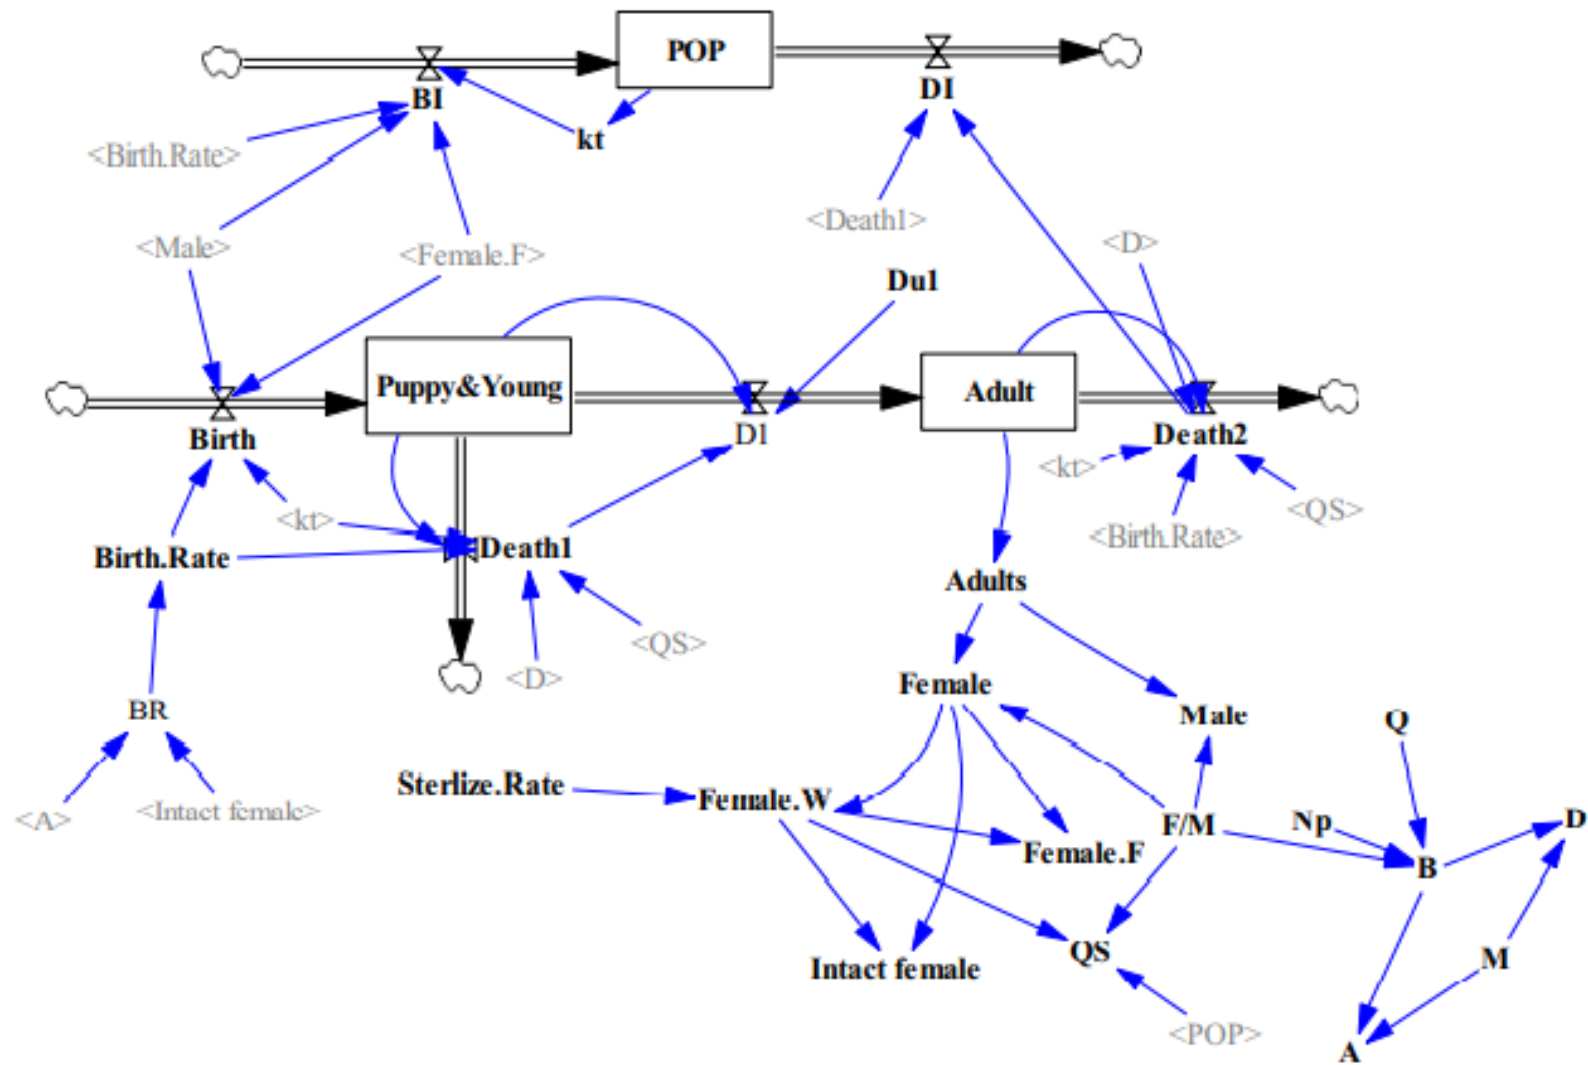 POP
BI
DI
kt
<Birth.Rate>
<Death1>
<Male>
<Female.F>
<D>
Du1
Puppy&Young
Adult
Birth
D1
Death2
<kt>
<QS>
<kt>
<Birth.Rate>
Birth.Rate
Death1
Adults
<QS>
<D>
Female
BR
Male
Q
Sterlize.Rate
Female.W
<A>
<Intact female>
F/M
Np
D
Female.F
B
QS
Intact female
M
<POP>
A